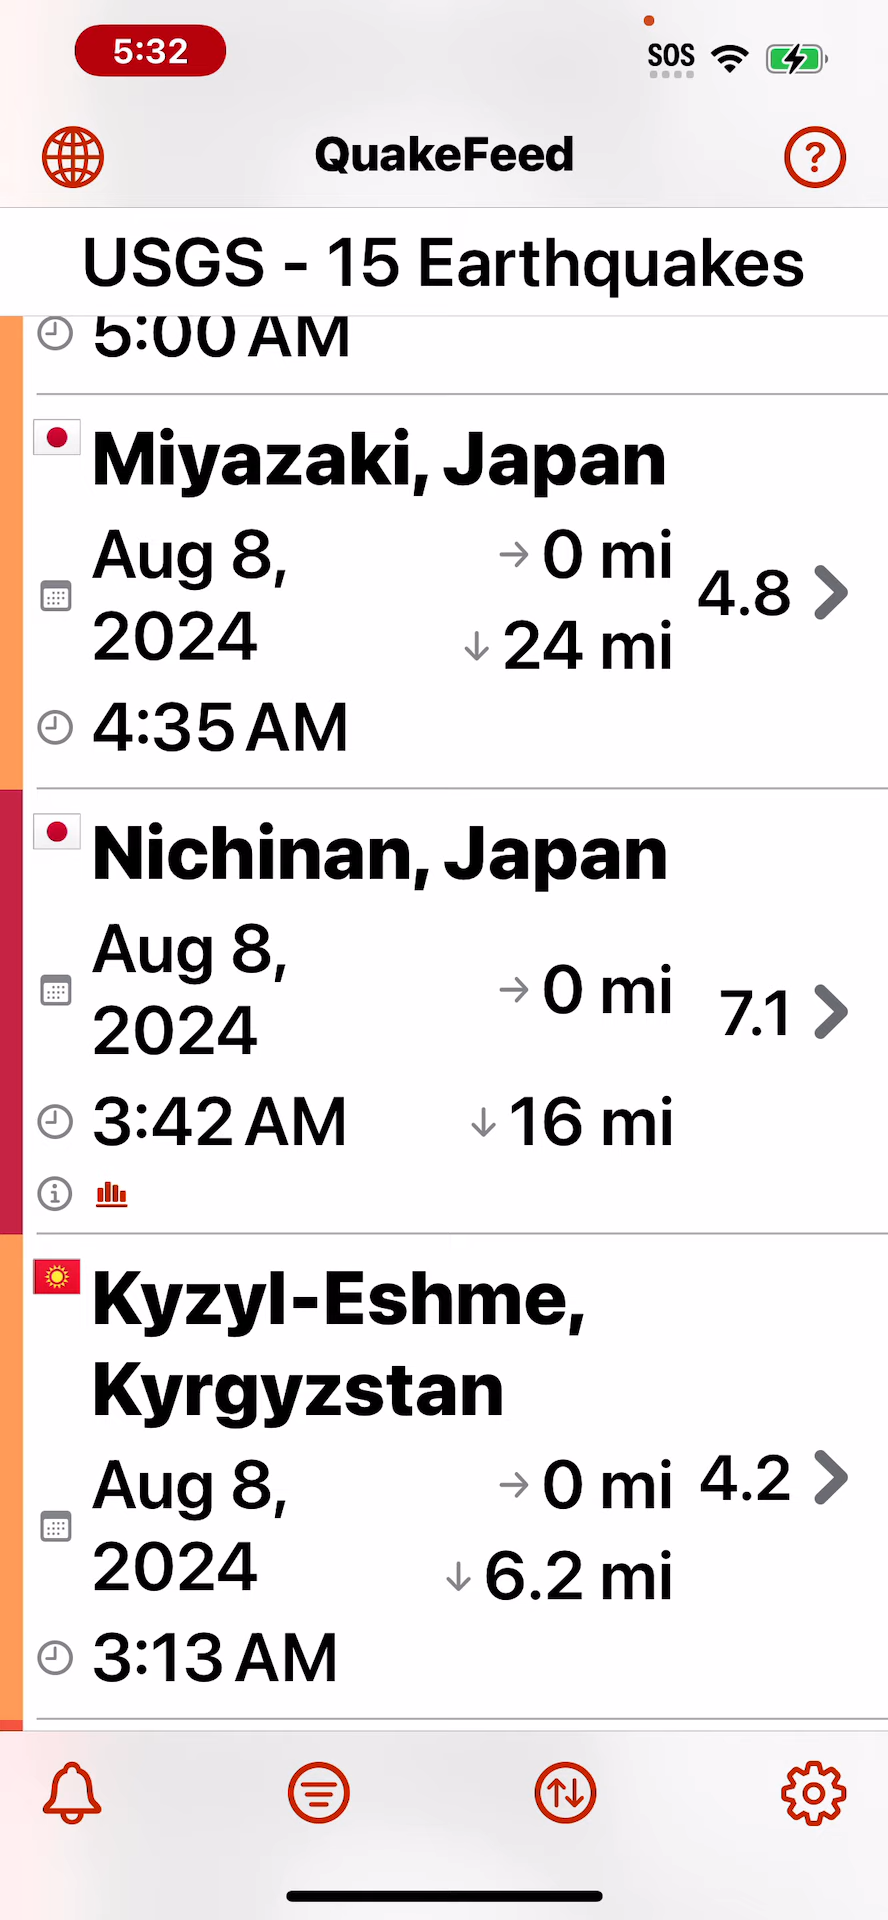 5:32
SOS
QuakeFeed
?
USGS - 15 Earthquakes
5:00 AM
Miyazaki, Japan
Aug 8,
2024
→ 0 mi
↓ 24 mi
4.8
4:35 AM
Nichinan, Japan
Aug 8,
2024
→ 0 mi
7.1
3:42 AM
↓ 16 mi
Kyzyl-Eshme,
Kyrgyzstan
Aug 8,
2024
→ 0 mi
↓ 6.2 mi
4.2
3:13 AM